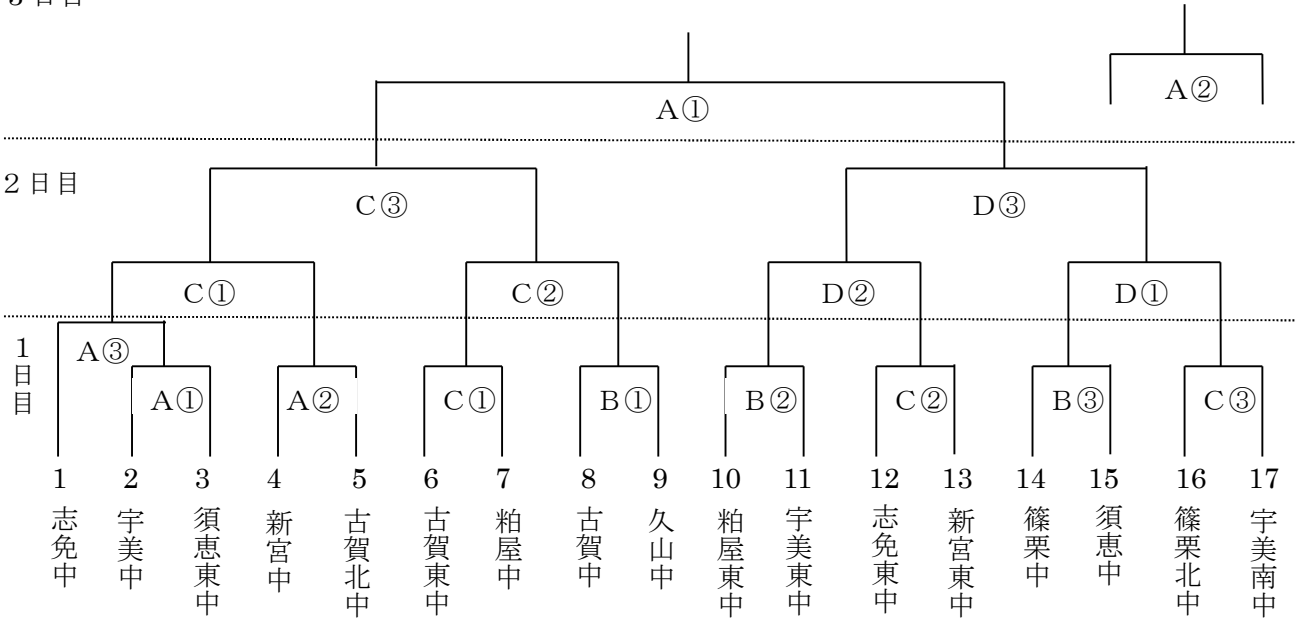 A②
A①
2日目
C③
D③
C①
C②
D②
D①
1日目
A③
A①
A②
C①
B①
B②
C②
B③
C③
1
2
3
4
5
6
7
8
9
10
11
12
13
14
15
16
17
志免中
宇美中
須恵東中
新宮中
古賀北中
古賀東中
粕屋中
古賀中
久山中
粕屋東中
宇美東中
志免東中
新宮東中
篠栗中
須恵中
篠栗北中
宇美南中